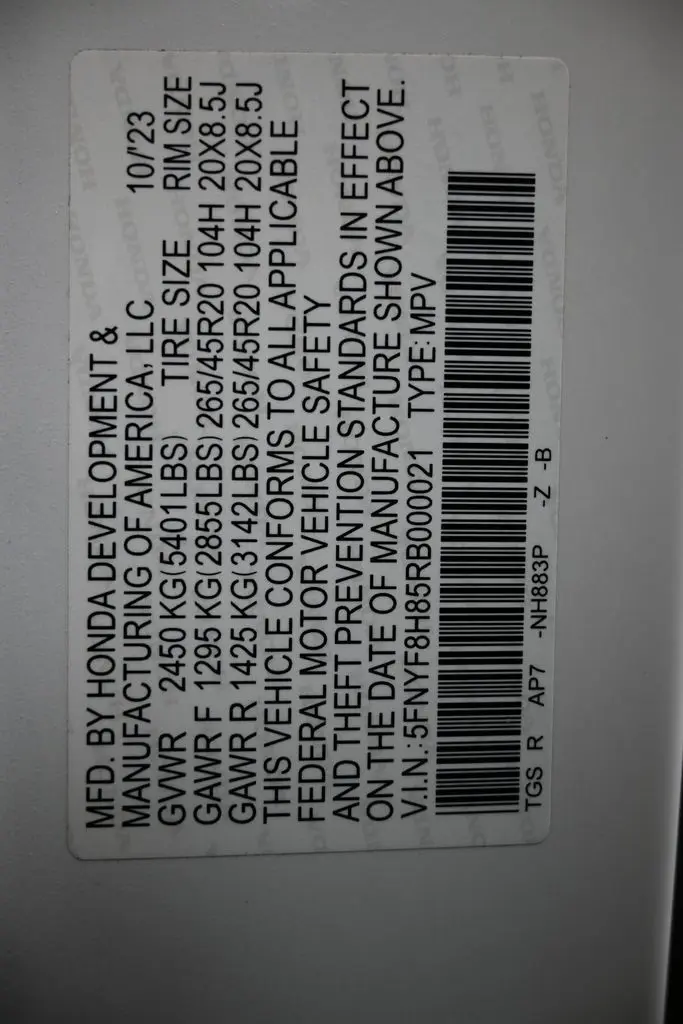 MFD. BY HONDA DEVELOPMENT &
MANUFACTURING OF AMERICA, LLC 10/'23
GVWR 2450 KG(5401LBS) TIRE SIZE RIM SIZE
GAWR F 1295 KG(2855LBS) 265/45R20 104H 20X8.5J
GAWR R 1425 KG(3142LBS) 265/45R20 104H 20X8.5J
THIS VEHICLE CONFORMS TO ALL APPLICABLE
FEDERAL MOTOR VEHICLE SAFETY
AND THEFT PREVENTION STANDARDS IN EFFECT
ON THE DATE OF MANUFACTURE SHOWN ABOVE.
V.I.N.: 5FNYF8H85RB000021 TYPE: MPV
TGS R AP7 -NH883P -Z -B